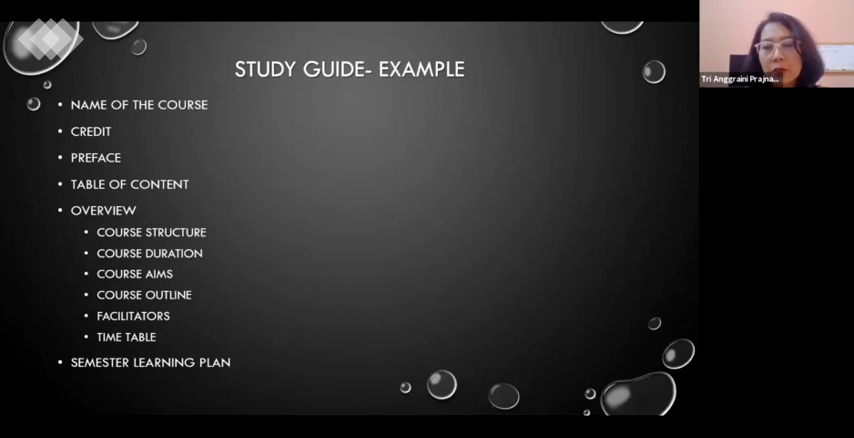 STUDY GUIDE- EXAMPLE
• NAME OF THE COURSE
• CREDIT
• PREFACE
• TABLE OF CONTENT
• OVERVIEW
• COURSE STRUCTURE
• COURSE DURATION
• COURSE AIMS
• COURSE OUTLINE
• FACILITATORS
• TIME TABLE
• SEMESTER LEARNING PLAN
Tri Anggraini Prajna...